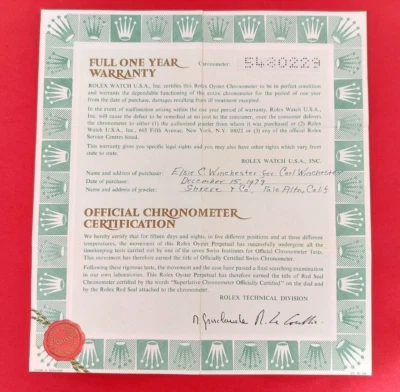 FULL ONE YEAR
WARRANTY
Chronometer: 5480229
ROLEX WATCH U.S.A., Inc. certifies this Rolex Oyster Chronometer to be in perfect condition
and warrants the dependable functioning of this entire chronometer for the period of one year
from the date of purchase, damages resulting from ill treatment excepted.
In the event of malfunction arising within the warranty period, Rolex Watch U.S.A.,
Inc. will cause the defect to be remedied at no cost to the consumer, once the consumer delivers
the chronometer to either (1) the authorized jeweler from whom it was purchased or (2) Rolex
Watch U.S.A., Inc., 665 Fifth Avenue, New York, N.Y. 10022 or (3) any of the official Rolex
Service Centers listed.
This warranty gives you specific legal rights and you may also have other rights which vary
from state to state.
ROLEX WATCH U.S.A., INC.
Name and address of purchaser: Elsie C. Winchester for Carl Winchester
Date of purchase: December 15, 1979
Name and address of jeweler: Shreve & Co, Palo Alto, Calif
OFFICIAL CHRONOMETER
CERTIFICATION
We hereby certify that for fifteen days and nights, in five different positions and at three different
temperatures, the movement of this Rolex Oyster Perpetual has successfully undergone all the
timekeeping tests carried out by one of the seven Swiss Institutes for Official Chronometer Tests.
This movement has therefore earned the title of Officially Certified Swiss Chronometer.
Following these rigorous tests, the movement and the case have passed a final searching examination
in our own laboratories. This Rolex Oyster Perpetual has therefore earned the title of Red Seal
Chronometer certified by the words "Superlative Chronometer Officially Certified" on the dial and
by the Rolex Red Seal attached to the chronometer.
ROLEX TECHNICAL DIVISION